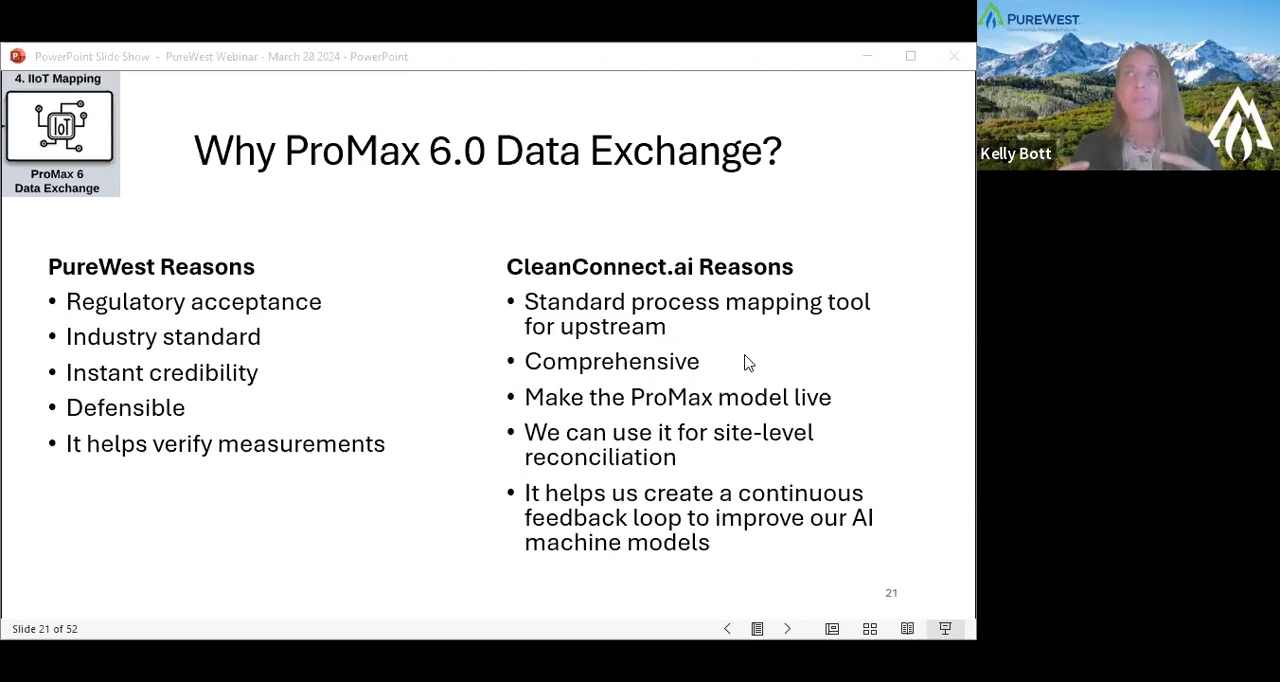 PowerPoint Slide Show - PureWest Webinar - March 28 2024 - PowerPoint
4. IIoT Mapping
IoT
ProMax 6
Data Exchange
Why ProMax 6.0 Data Exchange?
PureWest Reasons
• Regulatory acceptance
• Industry standard
• Instant credibility
• Defensible
• It helps verify measurements
CleanConnect.ai Reasons
• Standard process mapping tool
for upstream
• Comprehensive
• Make the ProMax model live
• We can use it for site-level
reconciliation
• It helps us create a continuous
feedback loop to improve our AI
machine models
21
Slide 21 of 52
PUREWEST
Kelly Bott